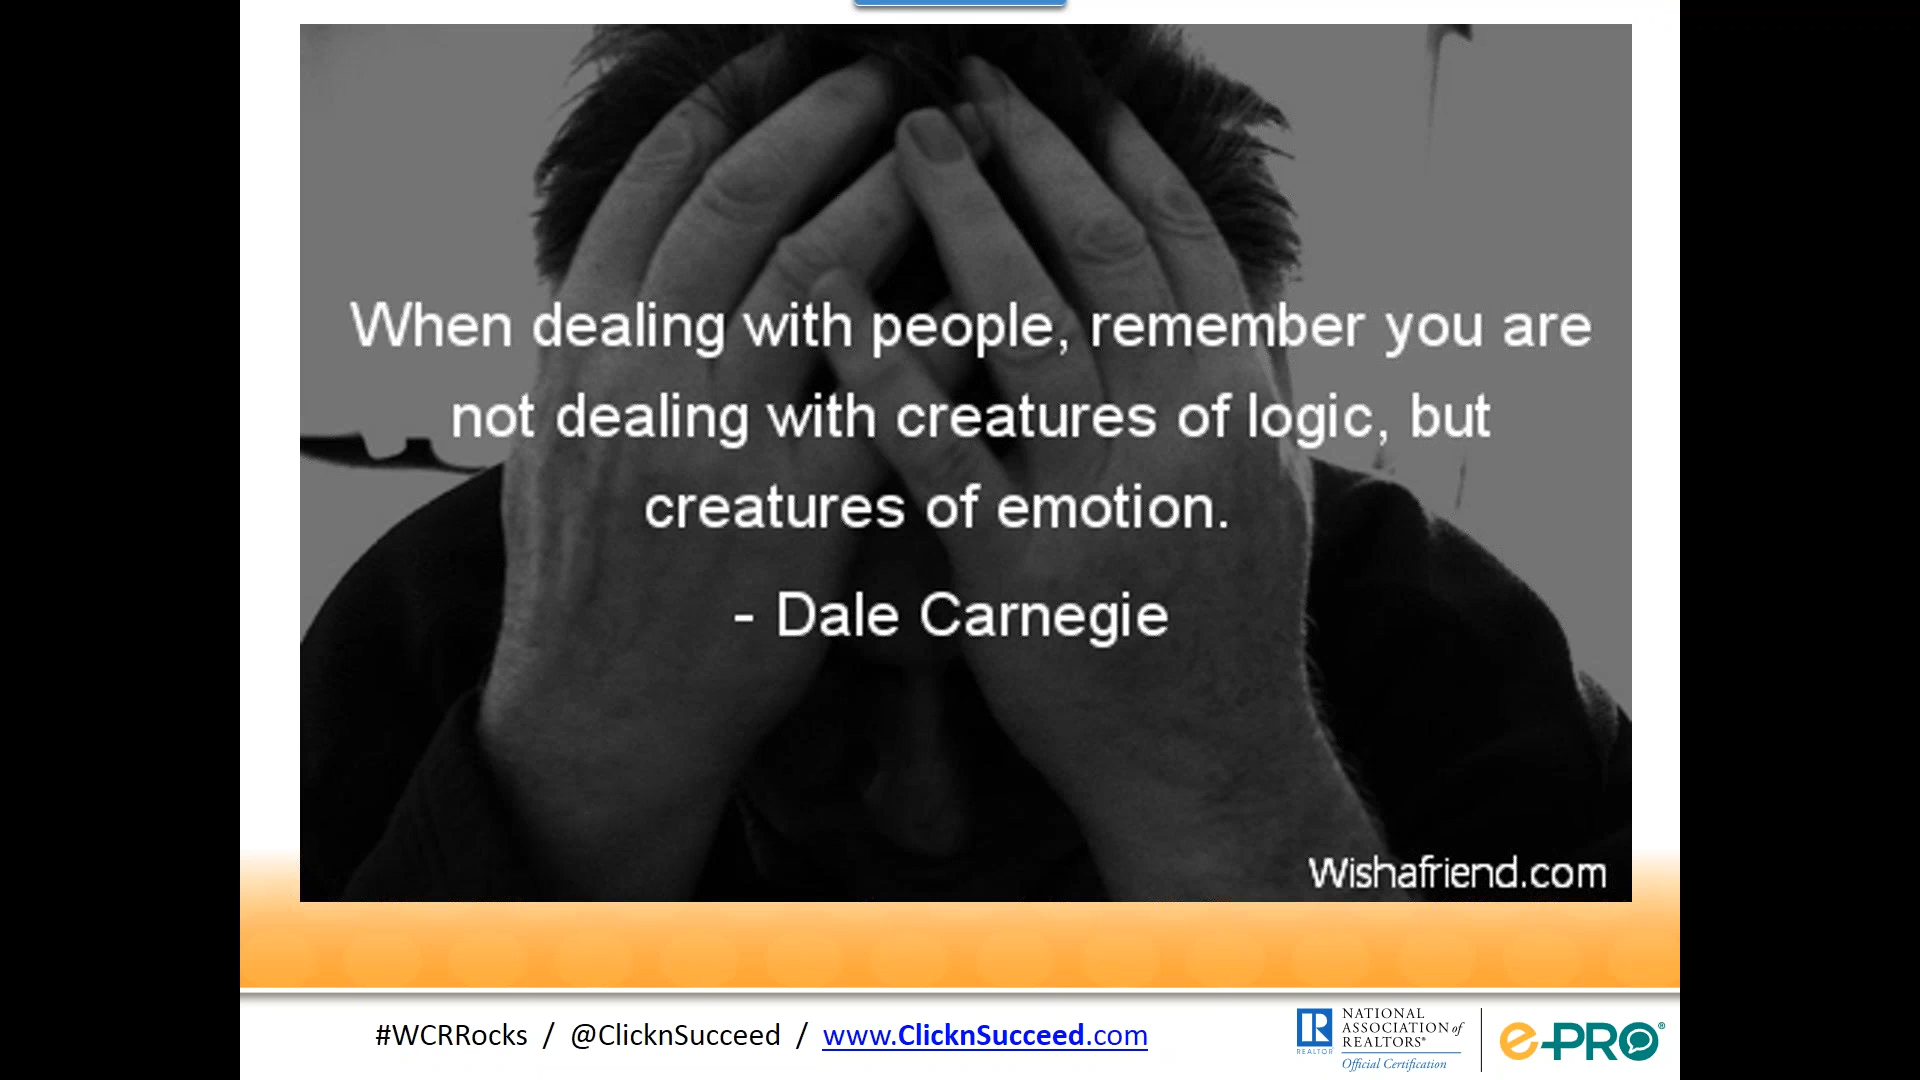 When dealing with people, remember you are
not dealing with creatures of logic, but
creatures of emotion.
- Dale Carnegie
Wishafriend.com
#WCRRocks / @ClicknSucceed / www.ClicknSucceed.com
REALTOR
NATIONAL
ASSOCIATION of
REALTORS®
Official Certification
e-PRO®